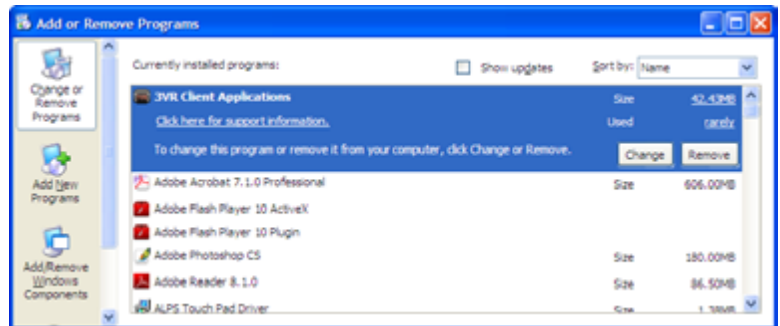 Add or Remove Programs
Currently installed programs:
Show updates
Sort by: Name
Change or
Remove
Programs
3VR Client Applications Size 42.43MB
Click here for support information. Used rarely
To change this program or remove it from your computer, click Change or Remove. Change Remove
Add New
Programs
Adobe Acrobat 7.1.0 Professional Size 606.00MB
Adobe Flash Player 10 ActiveX
Adobe Flash Player 10 Plugin
Adobe Photoshop CS Size 180.00MB
Add/Remove
Windows
Components
Adobe Reader 8.1.0 Size 86.50MB
ALPS Touch Pad Driver Size 1.38MB